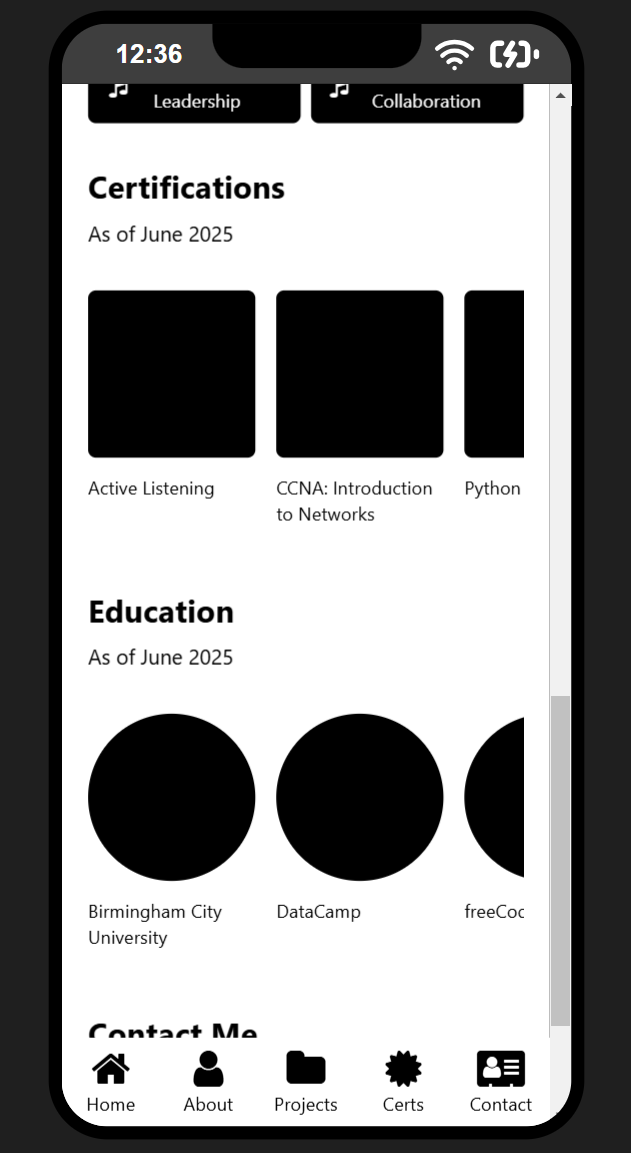 12:36
Leadership
Collaboration
Certifications
As of June 2025
Active Listening
CCNA: Introduction
to Networks
Python
Education
As of June 2025
Birmingham City
University
DataCamp
freeCoc
Contact Me
Home
About
Projects
Certs
Contact